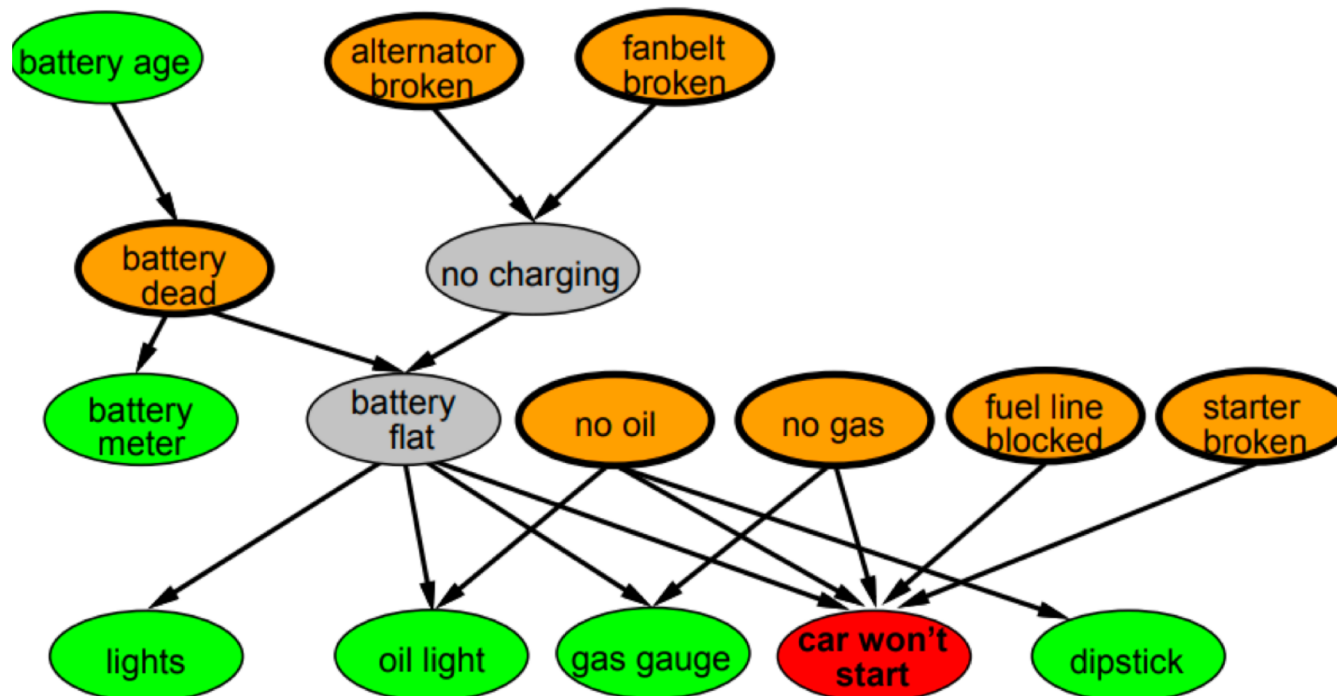 battery age
alternator
broken
fanbelt
broken
battery
dead
no charging
battery
meter
battery
flat
no oil
no gas
fuel line
blocked
starter
broken
lights
oil light
gas gauge
car won't
start
dipstick